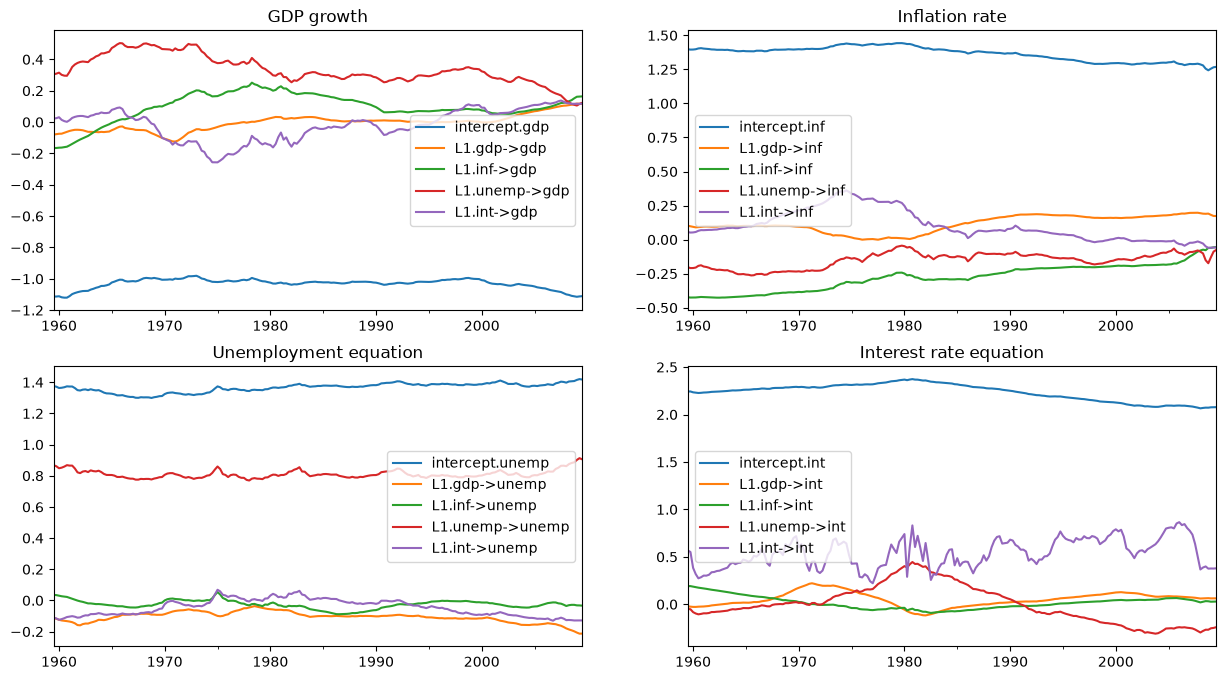 GDP growth
0.4
0.2
0.0
−0.2
−0.4
−0.6
−0.8
−1.0
−1.2
1960
1970
1980
1990
2000
intercept.gdp
L1.gdp->gdp
L1.inf->gdp
L1.unemp->gdp
L1.int->gdp
Inflation rate
1.50
1.25
1.00
0.75
0.50
0.25
0.00
−0.25
−0.50
1960
1970
1980
1990
2000
intercept.inf
L1.gdp->inf
L1.inf->inf
L1.unemp->inf
L1.int->inf
Unemployment equation
1.4
1.2
1.0
0.8
0.6
0.4
0.2
0.0
−0.2
1960
1970
1980
1990
2000
intercept.unemp
L1.gdp->unemp
L1.inf->unemp
L1.unemp->unemp
L1.int->unemp
Interest rate equation
2.5
2.0
1.5
1.0
0.5
0.0
1960
1970
1980
1990
2000
intercept.int
L1.gdp->int
L1.inf->int
L1.unemp->int
L1.int->int